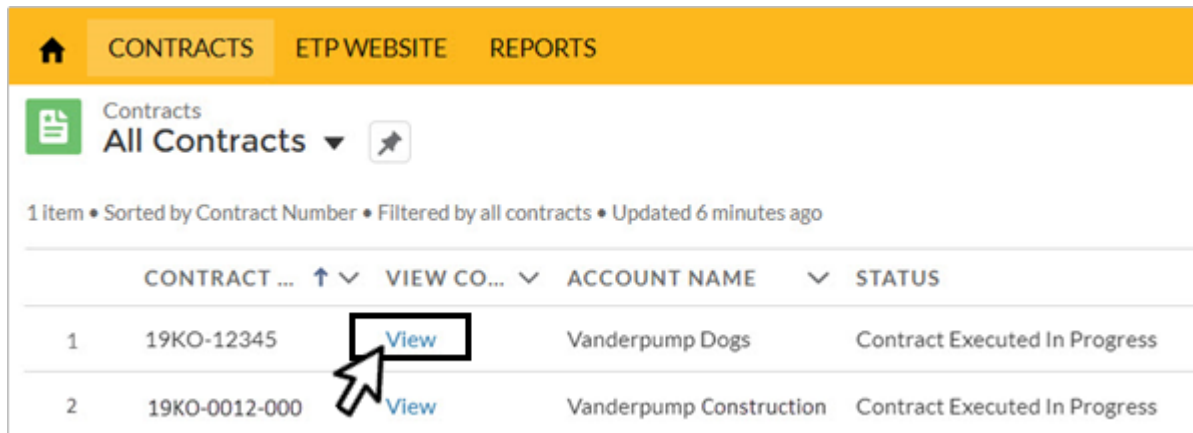 CONTRACTS ETP WEBSITE REPORTS
Contracts
All Contracts
1 item • Sorted by Contract Number • Filtered by all contracts • Updated 6 minutes ago
CONTRACT ... VIEW CO... ACCOUNT NAME STATUS
1 19KO-12345 View Vanderpump Dogs Contract Executed In Progress
2 19KO-0012-000 View Vanderpump Construction Contract Executed In Progress